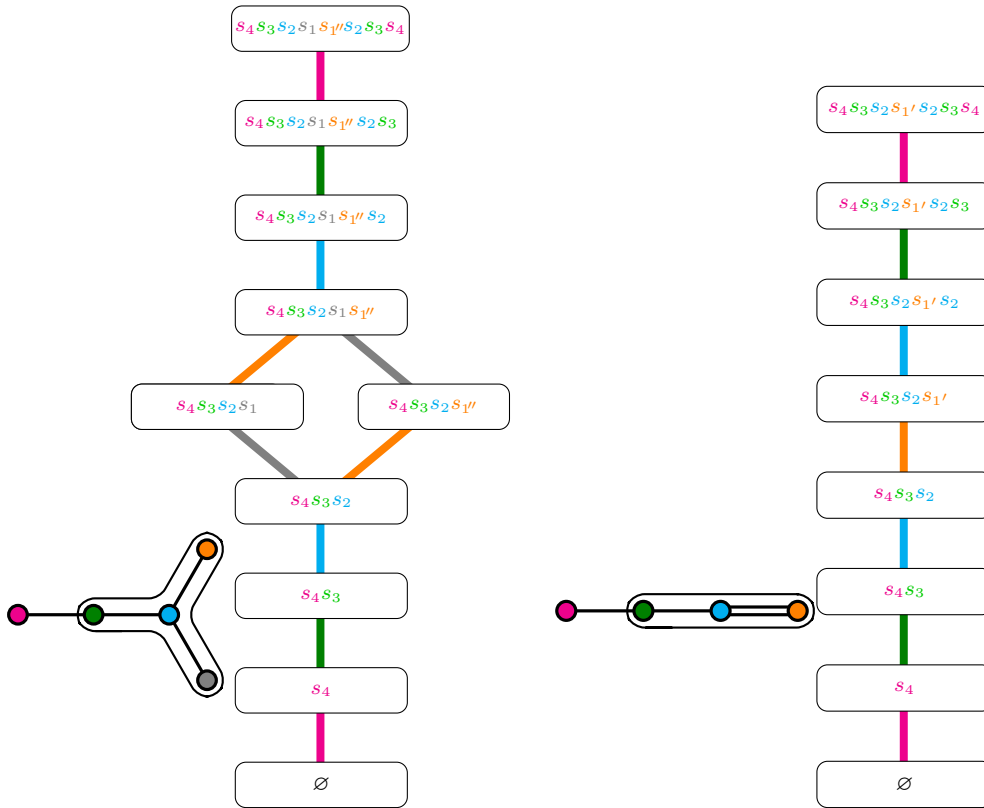 s₄s₃s₂s₁s₁″s₂s₃s₄
s₄s₃s₂s₁s₁″s₂s₃
s₄s₃s₂s₁s₁″s₂
s₄s₃s₂s₁s₁″
s₄s₃s₂s₁
s₄s₃s₂s₁″
s₄s₃s₂
s₄s₃
s₄
∅
s₄s₃s₂s₁′s₂s₃s₄
s₄s₃s₂s₁′s₂s₃
s₄s₃s₂s₁′s₂
s₄s₃s₂s₁′
s₄s₃s₂
s₄s₃
s₄
∅